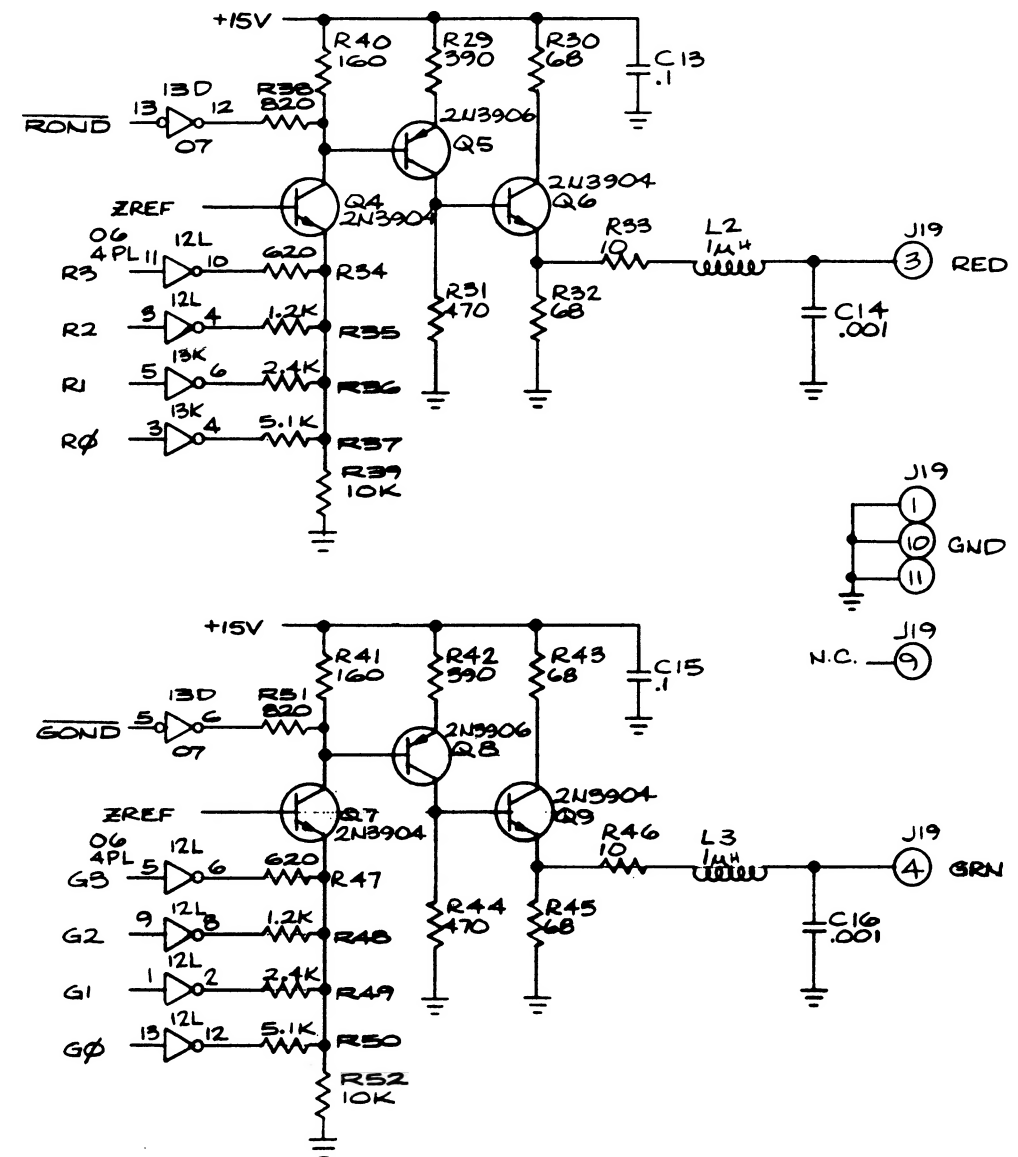 +15V
R40
160
R29
390
R30
68
C13
.1
13D
R38
820
ROND
13
12
07
2N3906
Q5
2N3904
Q6
ZREF
Q4
2N3904
R33
10
L2
1μH
J19
3
RED
06
4PL
12L
R3
11
10
620
R34
R31
470
R32
68
C14
.001
12L
R2
3
4
1.2K
R35
13K
R1
5
6
2.4K
R36
13K
RØ
3
4
5.1K
R37
R39
10K
J19
1
10
GND
11
J19
N.C.
9
+15V
R41
160
R42
390
R43
68
C15
.1
13D
R51
820
GOND
5
6
07
2N3906
Q8
2N3904
Q9
ZREF
Q7
2N3904
R46
10
L3
1μH
J19
4
GRN
06
4PL
12L
G3
5
6
620
R47
R44
470
R45
68
C16
.001
12L
G2
9
8
1.2K
R48
12L
G1
1
2
2.4K
R49
12L
GØ
13
12
5.1K
R50
R52
10K